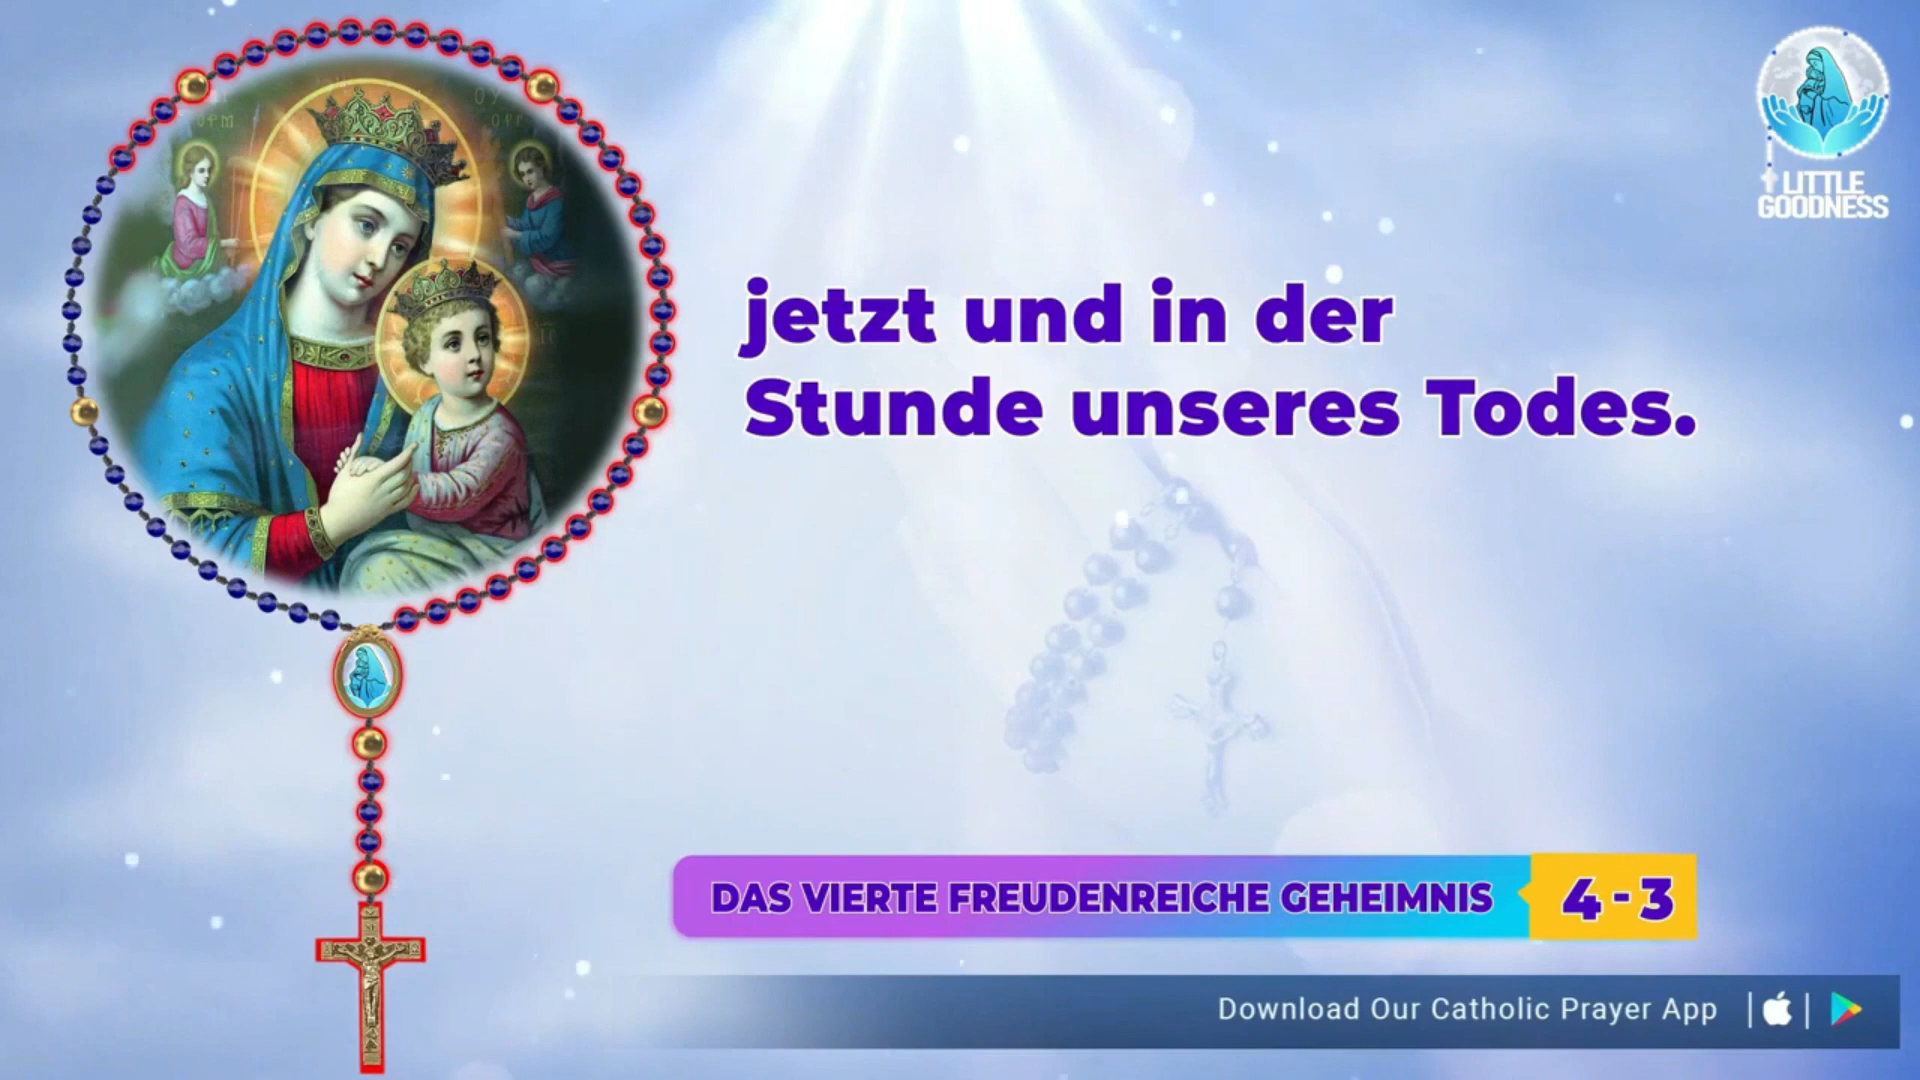 LITTLE
GOODNESS
jetzt und in der
Stunde unseres Todes.
DAS VIERTE FREUDENREICHE GEHEIMNIS
4 - 3
Download Our Catholic Prayer App